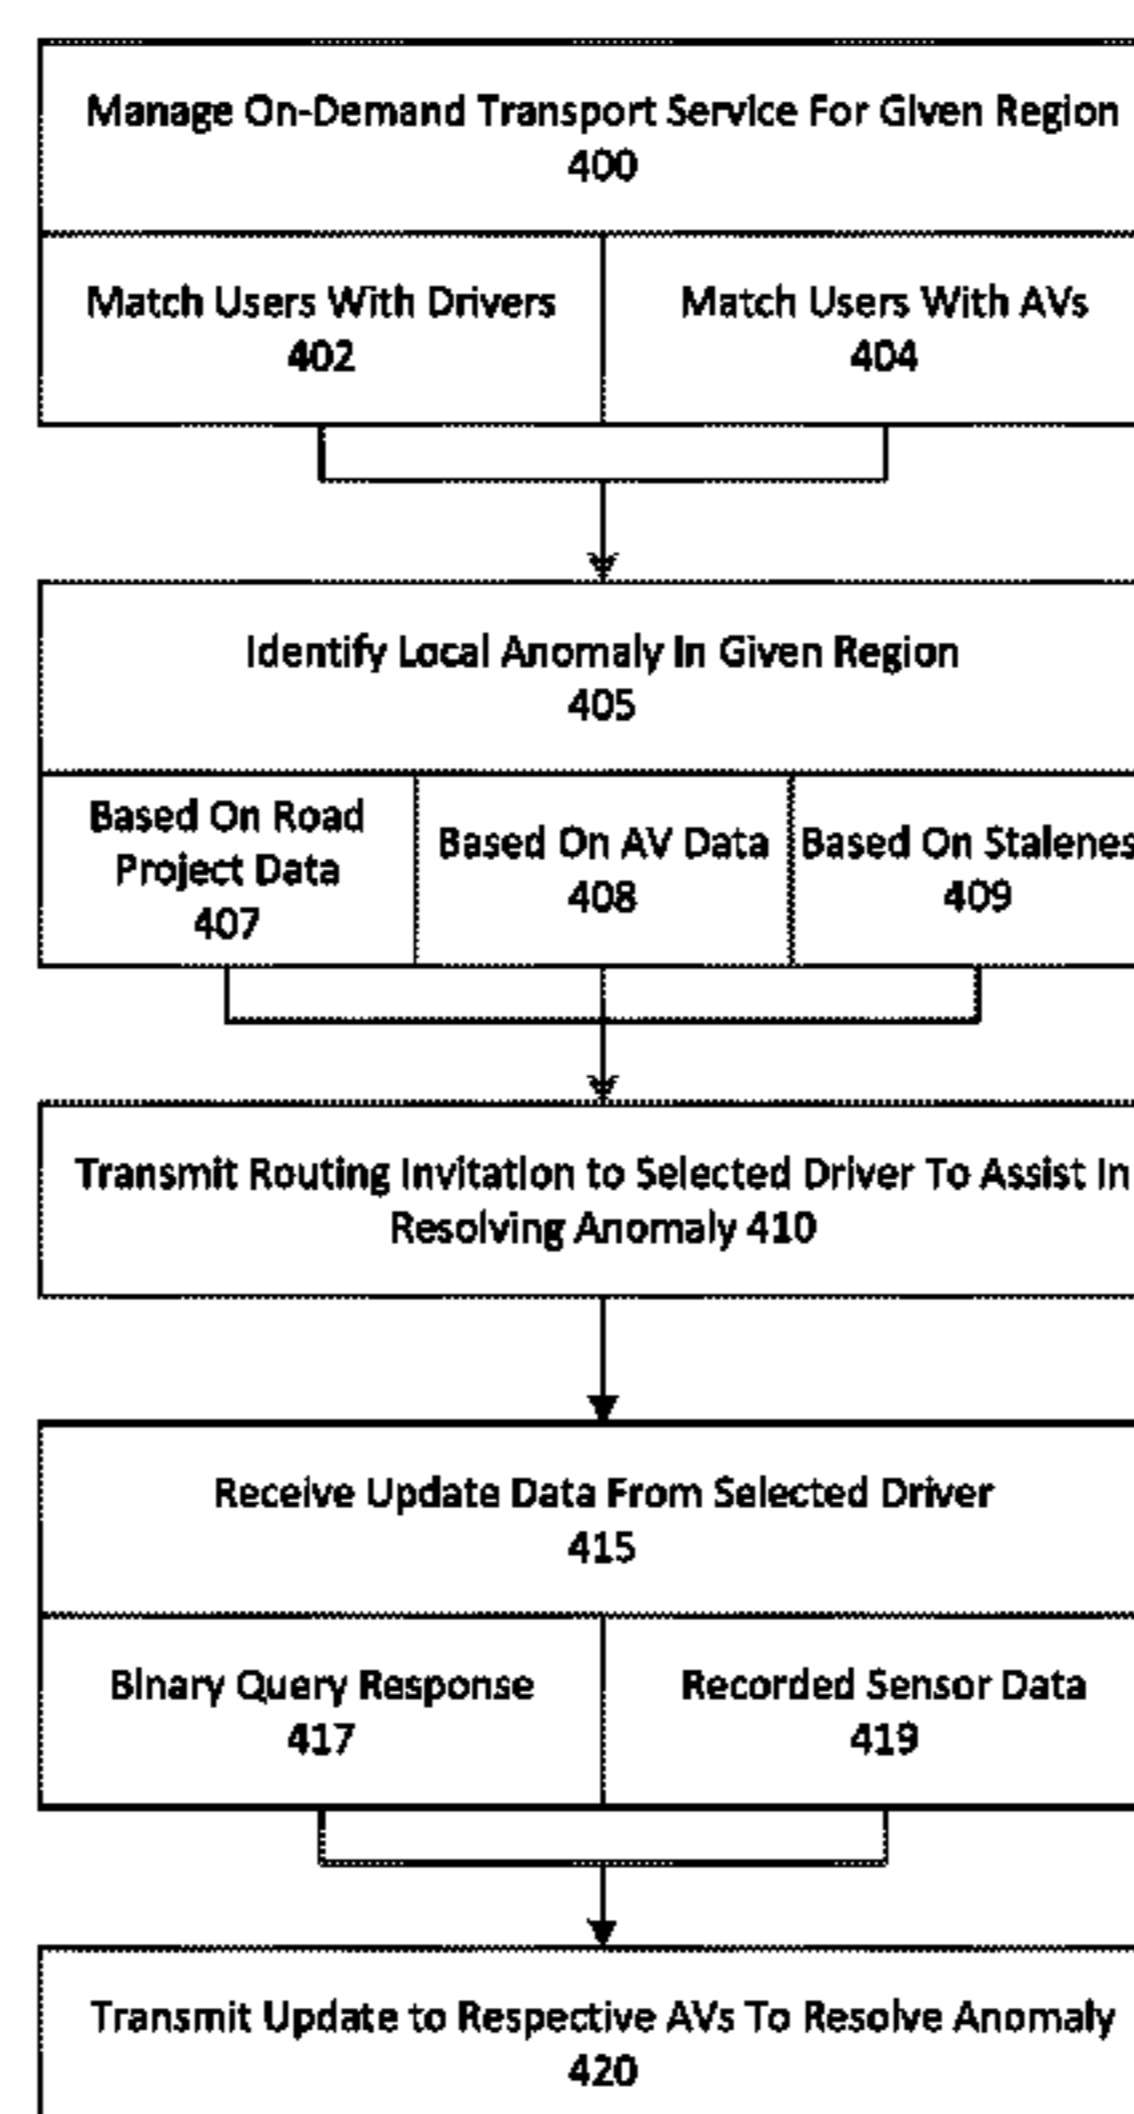 Manage On-Demand Transport Service For Given Region
400
Match Users With Drivers
402
Match Users With AVs
404
Identify Local Anomaly In Given Region
405
Based On Road
Project Data
407
Based On AV Data
408
Based On Stalenes
409
Transmit Routing Invitation to Selected Driver To Assist In
Resolving Anomaly 410
Receive Update Data From Selected Driver
415
Binary Query Response
417
Recorded Sensor Data
419
Transmit Update to Respective AVs To Resolve Anomaly
420